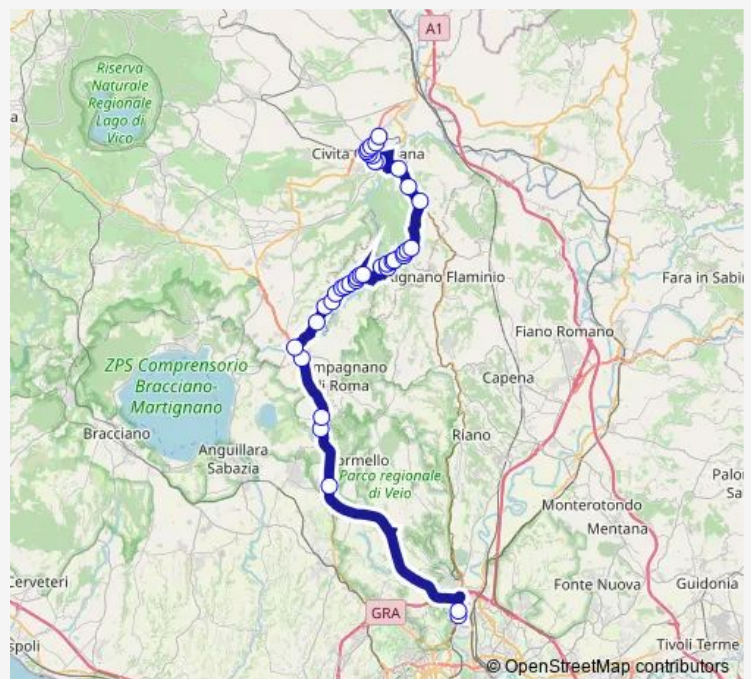 A1
Riserva
Naturale
Regionale
Lago di
Vico
Civita
ana
ignano Flaminio
Fara in Sabi
Fiano Romano
ZPS Comprensorio
Bracciano-
Martignano
mpagnano
di Roma
Capena
Bracciano
Anguillara
Sabazia
Riano
ormello
Parco regionale
di Veio
Palo
Sa
Monterotondo
Mentana
Cerveteri
Fonte Nuova
Guidonia
GRA
spoli
Tivoli Terme
© OpenStreetMap contributors